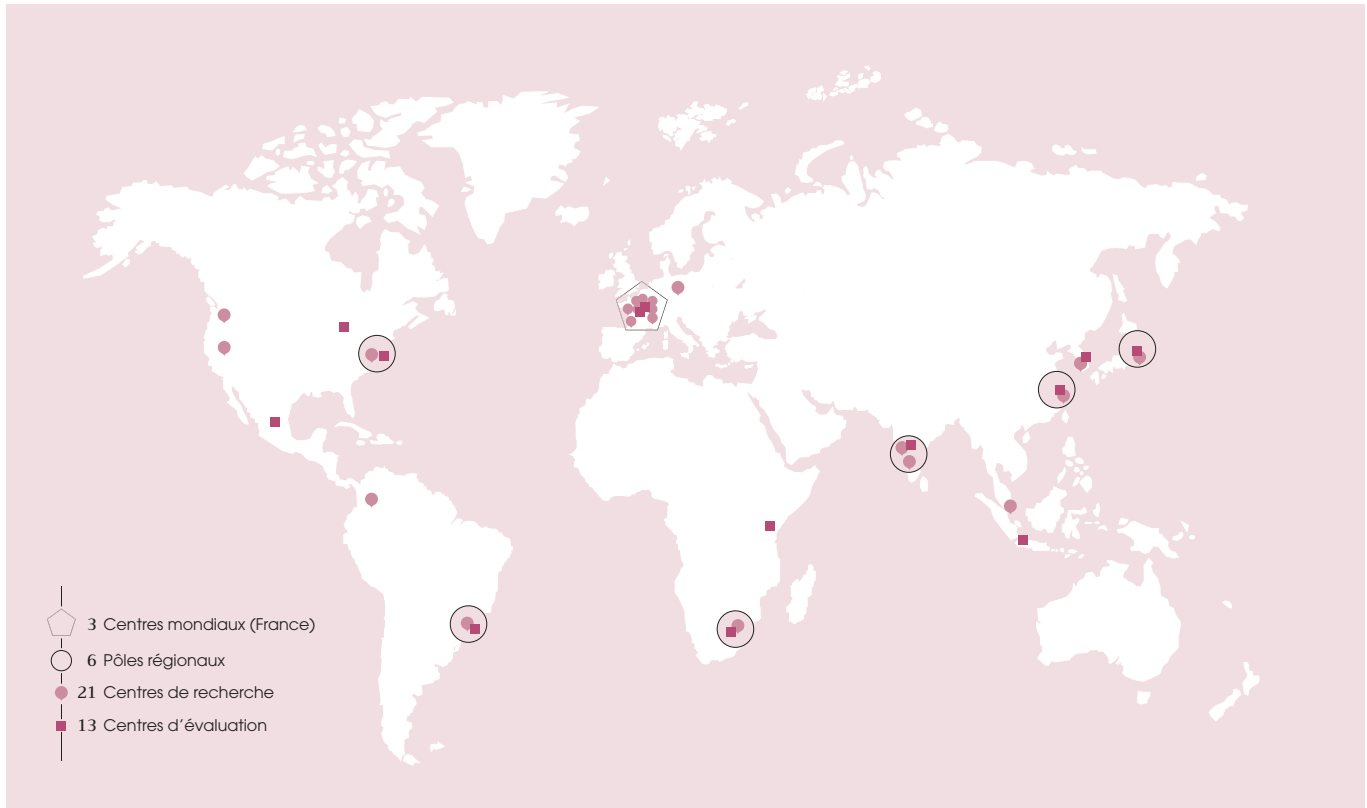 3 Centres mondiaux (France)
6 Pôles régionaux
21 Centres de recherche
13 Centres d’évaluation